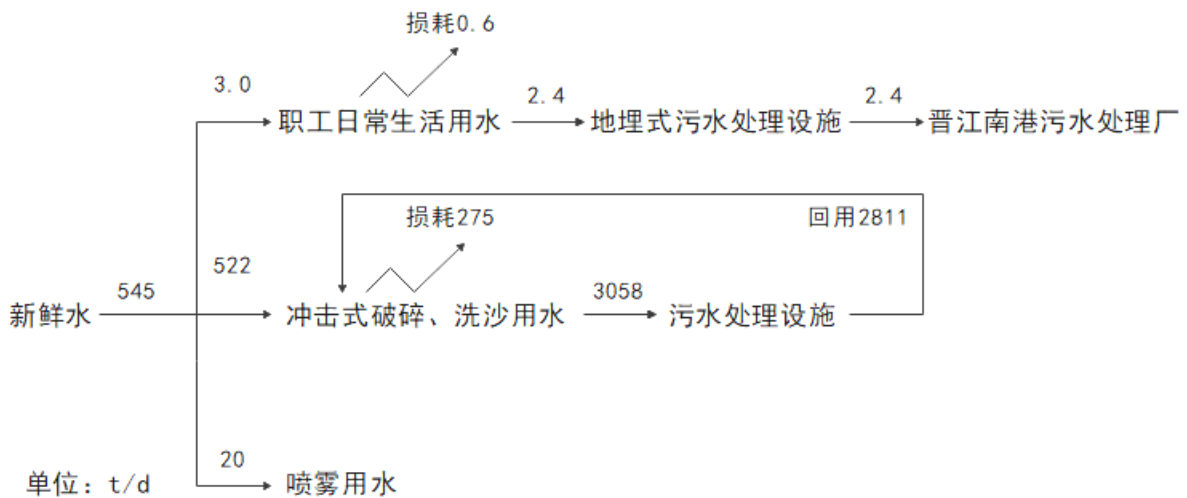 损耗0.6
3.0
2.4
2.4
职工日常生活用水
地埋式污水处理设施
晋江南港污水处理厂
损耗275
回用2811
522
545
3058
新鲜水
冲击式破碎、洗沙用水
污水处理设施
20
单位：t/d
喷雾用水